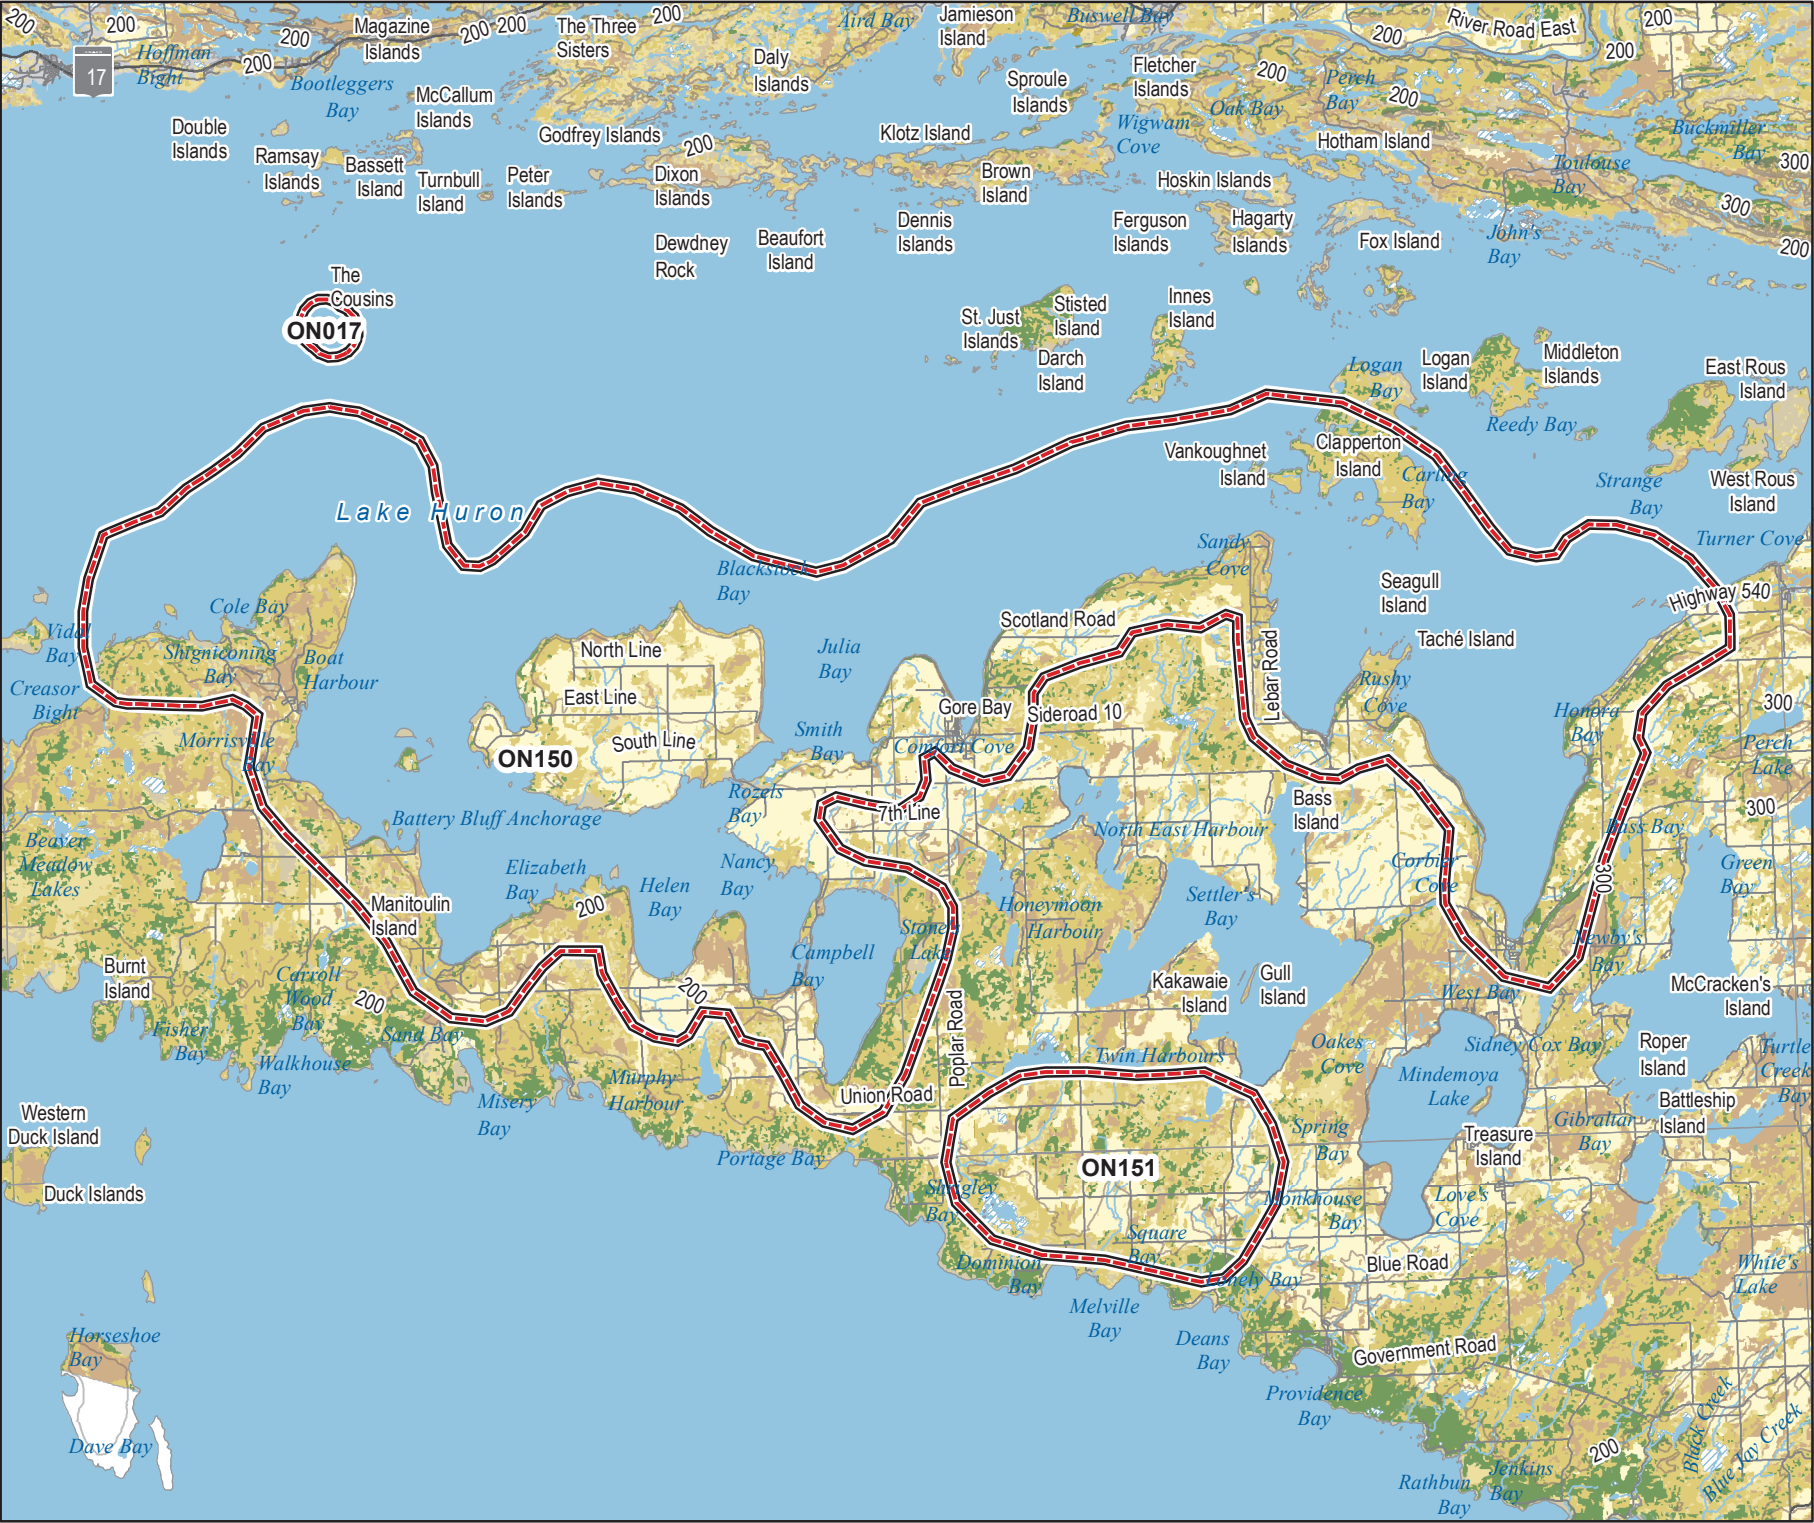 200
200
Hoffman
Bight
17
200
200
Bootleggers
Bay
Magazine
Islands
200
200
The Three
Sisters
200
Daly
Islands
Aird Bay
Jamieson
Island
Buswell Bay
Sproule
Islands
Fletcher
Islands
200
200
River Road East
200
200
Perch
Bay
200
Oak Bay
Wigwam
Cove
Hotham Island
Buckmiller
Bay
300
Toulouse
Bay
300
200
John's
Bay
Double
Islands
Ramsay
Islands
McCallum
Islands
Bassett
Island
Turnbull
Island
Peter
Islands
Godfrey Islands
200
Dixon
Islands
Klotz Island
Brown
Island
Hoskin Islands
Dewdney
Rock
Beaufort
Island
Dennis
Islands
Ferguson
Islands
Hagarty
Islands
Fox Island
The
Cousins
ON017
St. Just
Islands
Stisted
Island
Darch
Island
Innes
Island
Logan
Bay
Logan
Island
Middleton
Islands
Reedy Bay
East Rous
Island
West Rous
Island
Strange
Bay
Turner Cove
Vankoughnet
Island
Clapperton
Island
Carling
Bay
Lake Huron
Blackstock
Bay
Sandy
Cove
Seagull
Island
Taché Island
Highway 540
Vidal
Bay
Cole Bay
Shigniconing
Bay
Boat
Harbour
Creasor
Bight
Morrisville
Bay
North Line
East Line
South Line
ON150
Julia
Bay
Smith
Bay
Rozels
Bay
Scotland Road
Gore Bay
Sideroad 10
Comfort Cove
7th Line
Lebar Road
Rushy
Cove
Honora
Bay
300
Perch
Lake
300
Bass
Island
North East Harbour
Bass Bay
Beaver
Meadow
Lakes
Battery Bluff Anchorage
Elizabeth
Bay
Helen
Bay
Nancy
Bay
200
Manitoulin
Island
Corbier
Cove
Green
Bay
300
Settler's
Bay
Honeymoon
Harbour
Stoney
Lake
Campbell
Bay
Newby's
Bay
Burnt
Island
Carroll
Wood
Bay
200
200
Kakawaie
Island
Gull
Island
West Bay
McCracken's
Island
Fisher
Bay
Sand Bay
Walkhouse
Bay
Misery
Bay
Murphy
Harbour
Portage Bay
Union Road
Poplar Road
Twin Harbours
Oakes
Cove
Mindemoya
Lake
Sidney Cox Bay
Roper
Island
Turtle
Creek
Bay
Battleship
Island
Gibraltar
Bay
Treasure
Island
Spring
Bay
Monkhouse
Bay
Love's
Cove
Western
Duck Island
Duck Islands
ON151
Shrigley
Bay
Square
Bay
Dominion
Bay
Lonely Bay
Melville
Bay
Deans
Bay
Blue Road
White's
Lake
Government Road
Providence
Bay
Horseshoe
Bay
Dave Bay
200
Black Creek
Blue Jay Creek
Rathbun
Bay
Jenkins
Bay